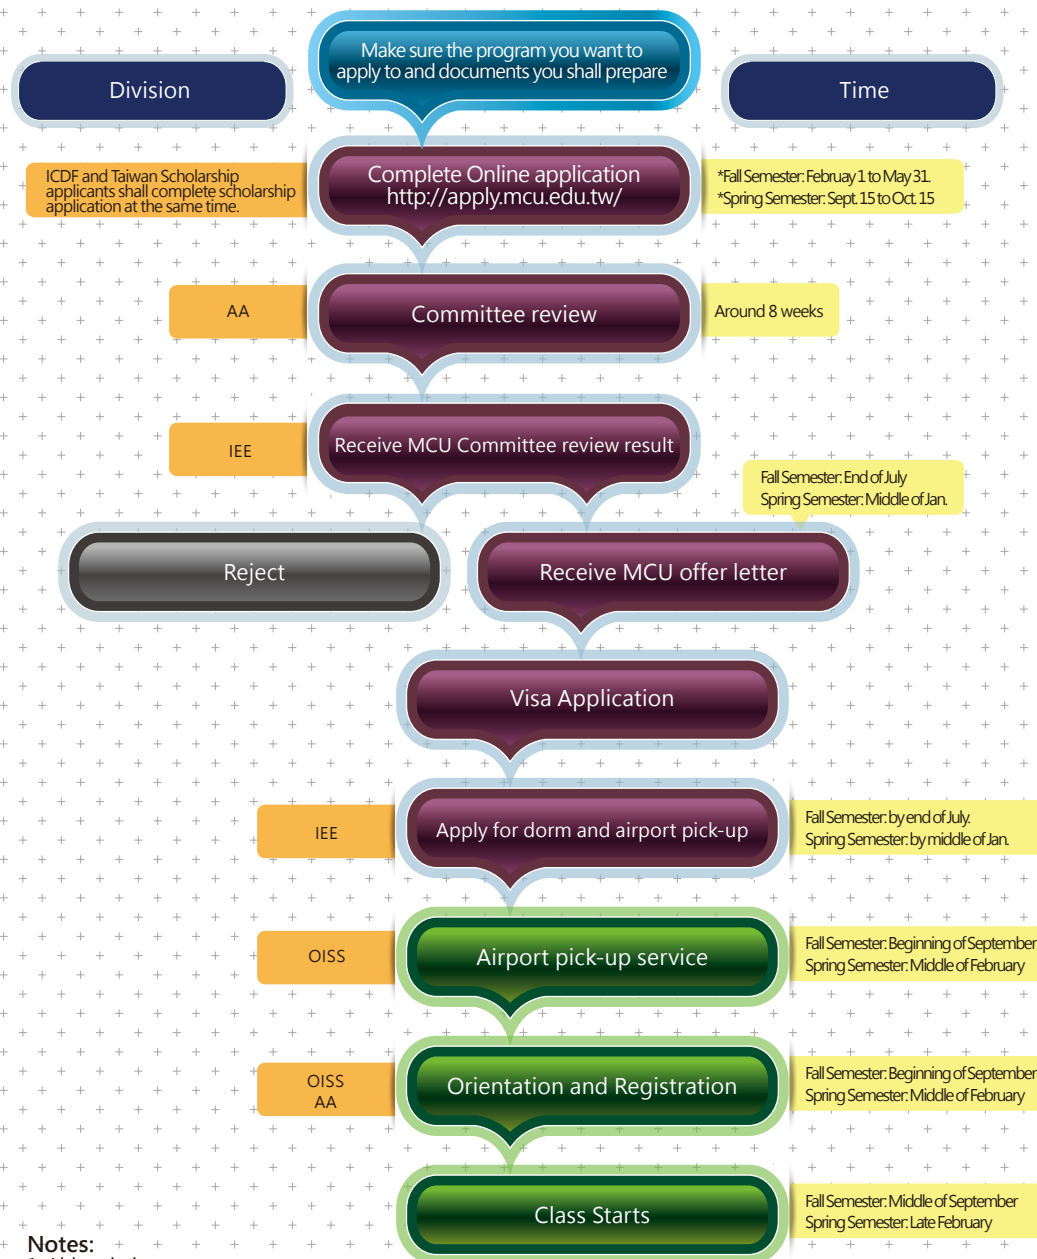 Make sure the program you want to
apply to and documents you shall prepare
Division
Time
ICDF and Taiwan Scholarship
applicants shall complete scholarship
application at the same time.
Complete Online application
http://apply.mcu.edu.tw/
*Fall Semester: Februay 1 to May 31.
*Spring Semester: Sept. 15 to Oct. 15
AA
Committee review
Around 8 weeks
IEE
Receive MCU Committee review result
Fall Semester: End of July
Spring Semester: Middle of Jan.
Reject
Receive MCU offer letter
Visa Application
IEE
Apply for dorm and airport pick-up
Fall Semester: by end of July.
Spring Semester: by middle of Jan.
OISS
Airport pick-up service
Fall Semester: Beginning of September
Spring Semester: Middle of February
OISS
AA
Orientation and Registration
Fall Semester: Beginning of September
Spring Semester: Middle of February
Class Starts
Fall Semester: Middle of September
Spring Semester: Late February
Notes: